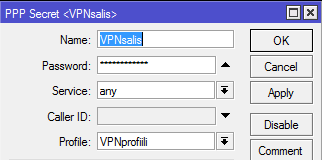 PPP Secret <VPNsalis>
Name: VPNsalis OK
Password: ************ Cancel
Service: any Apply
Caller ID:
Profile: VPNprofiili Disable
Comment